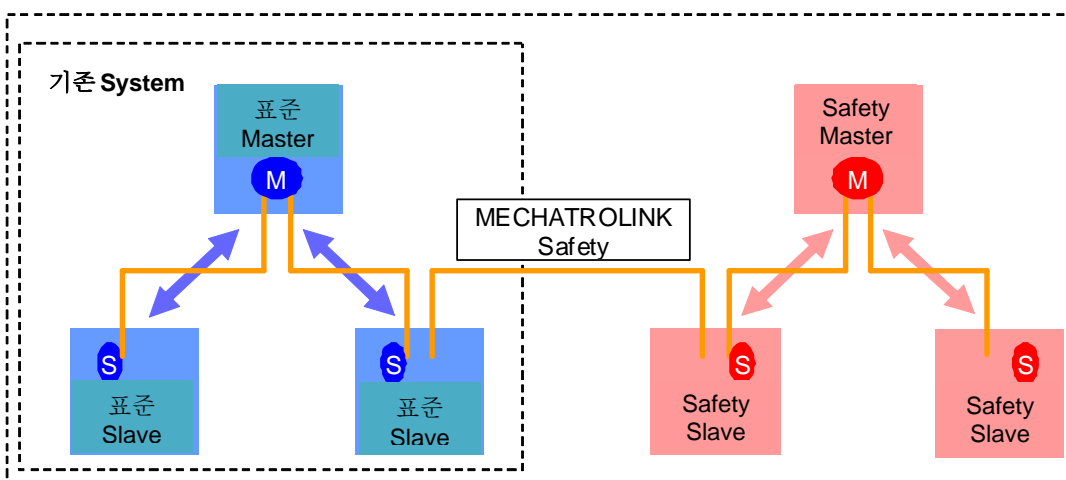 기존 System
표준
Master
M
Safety
Master
M
MECHATROLINK
Safety
S
표준
Slave
S
표준
Slave
S
Safety
Slave
S
Safety
Slave